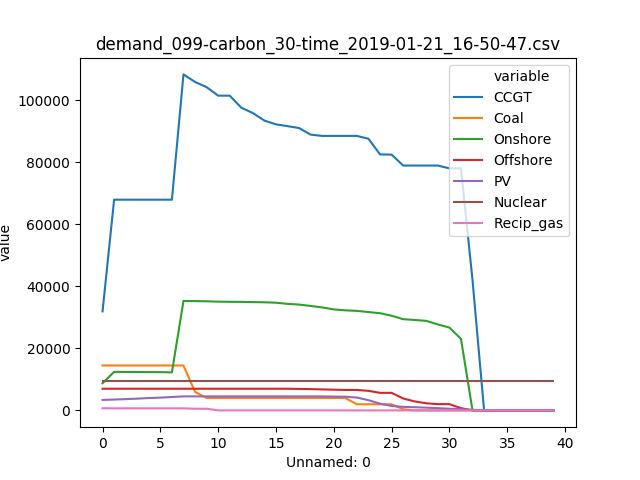 demand_099-carbon_30-time_2019-01-21_16-50-47.csv
variable
CCGT
Coal
Onshore
Offshore
PV
Nuclear
Recip_gas
100000
80000
60000
40000
20000
0
value
0 5 10 15 20 25 30 35 40
Unnamed: 0